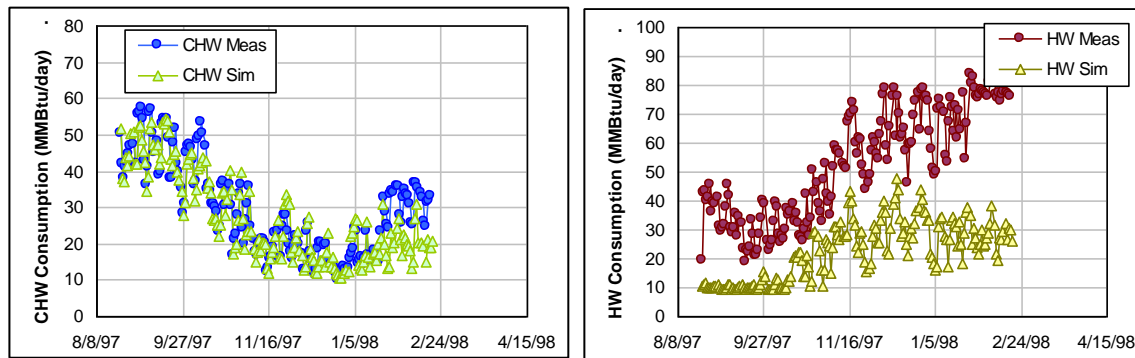 CHW Consumption (MMBtu/day)
80
70
60
50
40
30
20
10
0
8/8/97 9/27/97 11/16/97 1/5/98 2/24/98 4/15/98
CHW Meas
CHW Sim
HW Consumption (MMBtu/day)
100
90
80
70
60
50
40
30
20
10
0
8/8/97 9/27/97 11/16/97 1/5/98 2/24/98 4/15/98
HW Meas
HW Sim